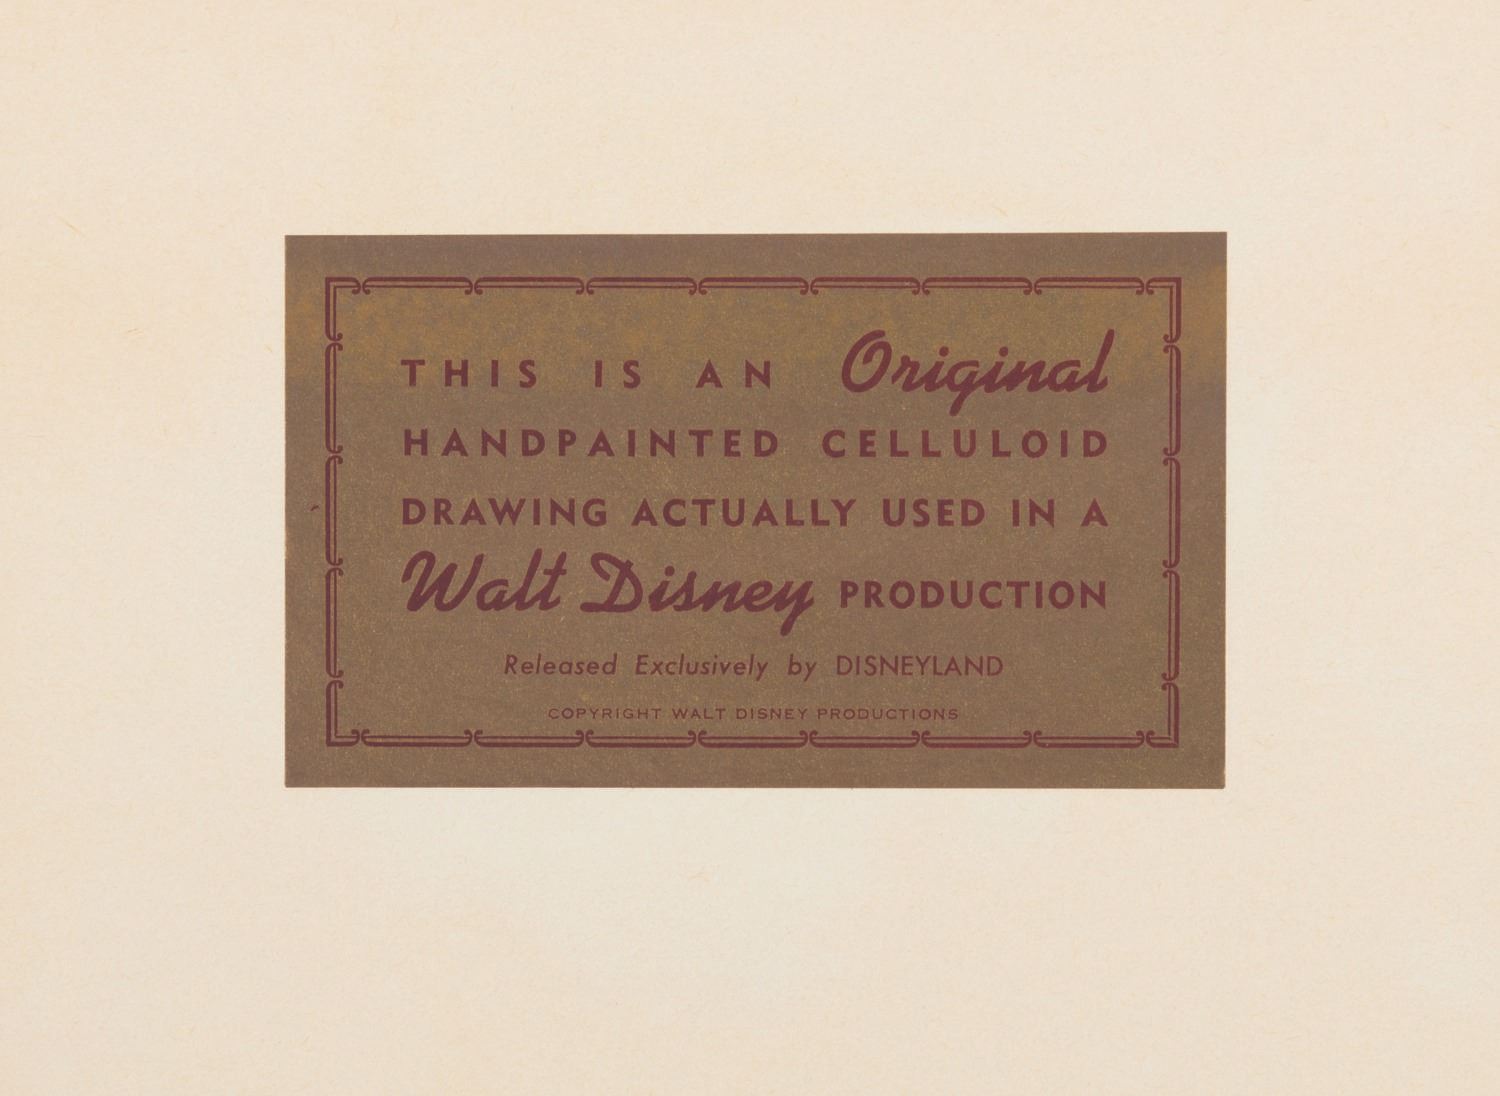 THIS IS AN Original
HANDPAINTED CELLULOID
DRAWING ACTUALLY USED IN A
Walt Disney PRODUCTION
Released Exclusively by DISNEYLAND
COPYRIGHT WALT DISNEY PRODUCTIONS